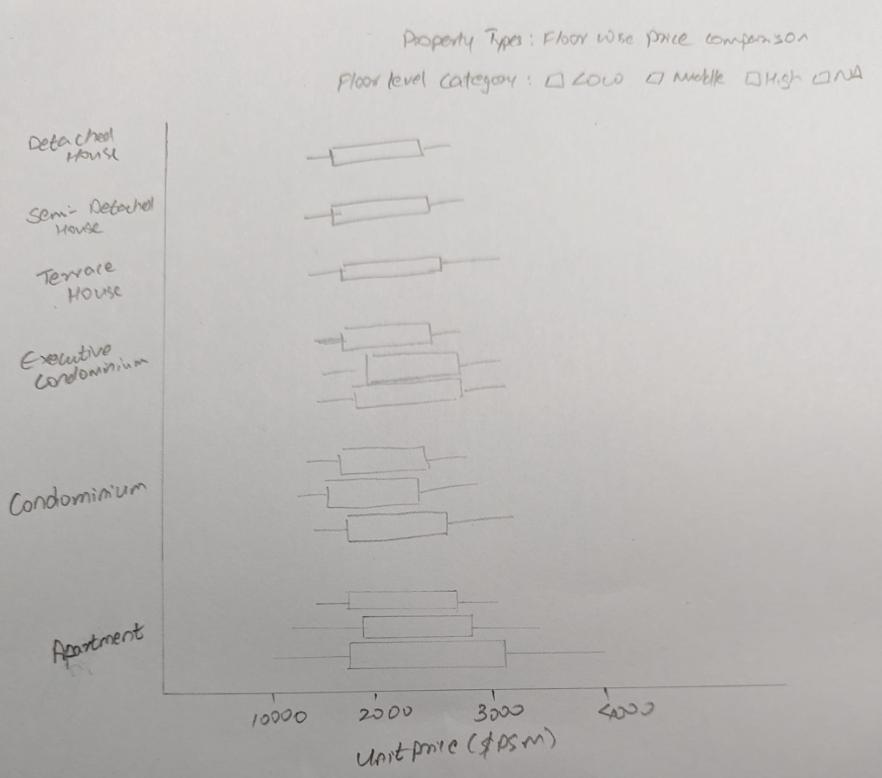 Property Types: Floor wise price comparison
Floor level category: Low Middle High NA
Detached
House
Semi-Detached
House
Terrace
House
Executive
Condominium
Condominium
Apartment
10000 2000 3000 4000
Unit price ($psm)